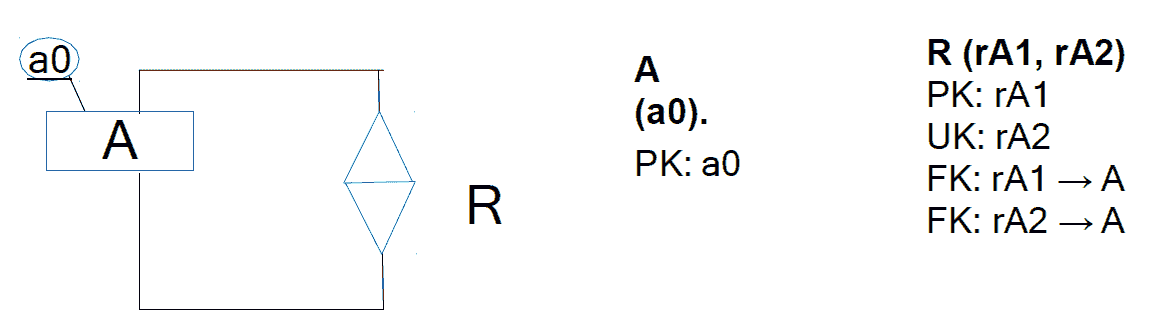 a0
A
R
A
(a0).
PK: a0
R (rA1, rA2)
PK: rA1
UK: rA2
FK: rA1 → A
FK: rA2 → A